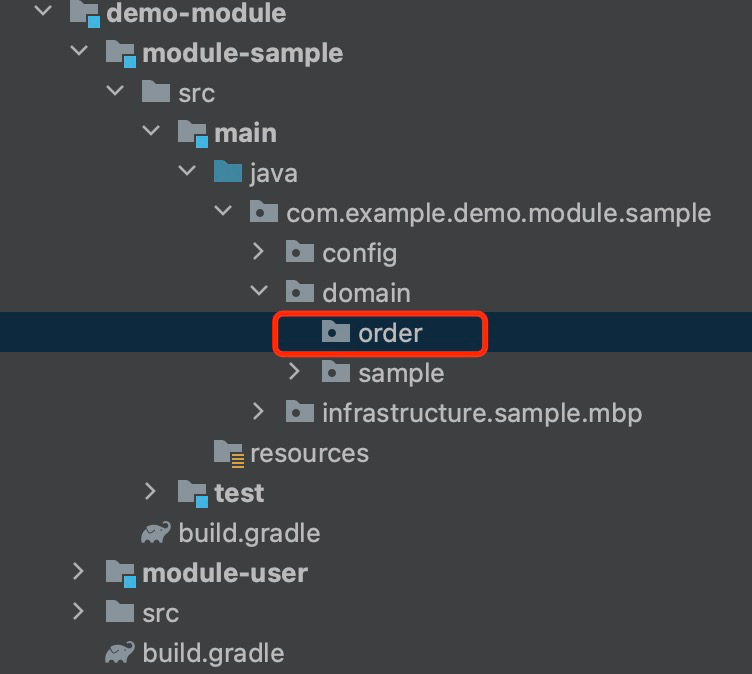 demo-module
module-sample
src
main
java
com.example.demo.module.sample
config
domain
order
sample
infrastructure.sample.mbp
resources
test
build.gradle
module-user
src
build.gradle